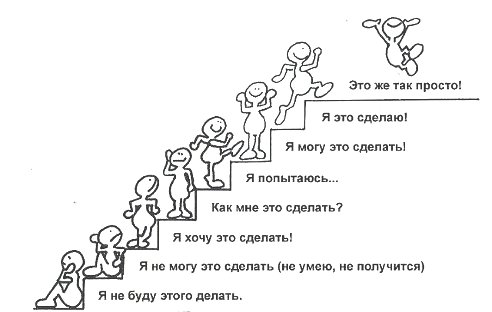 Это же так просто!
Я это сделаю!
Я могу это сделать!
Я попытаюсь...
Как мне это сделать?
Я хочу это сделать!
Я не могу это сделать (не умею, не получится)
Я не буду этого делать.